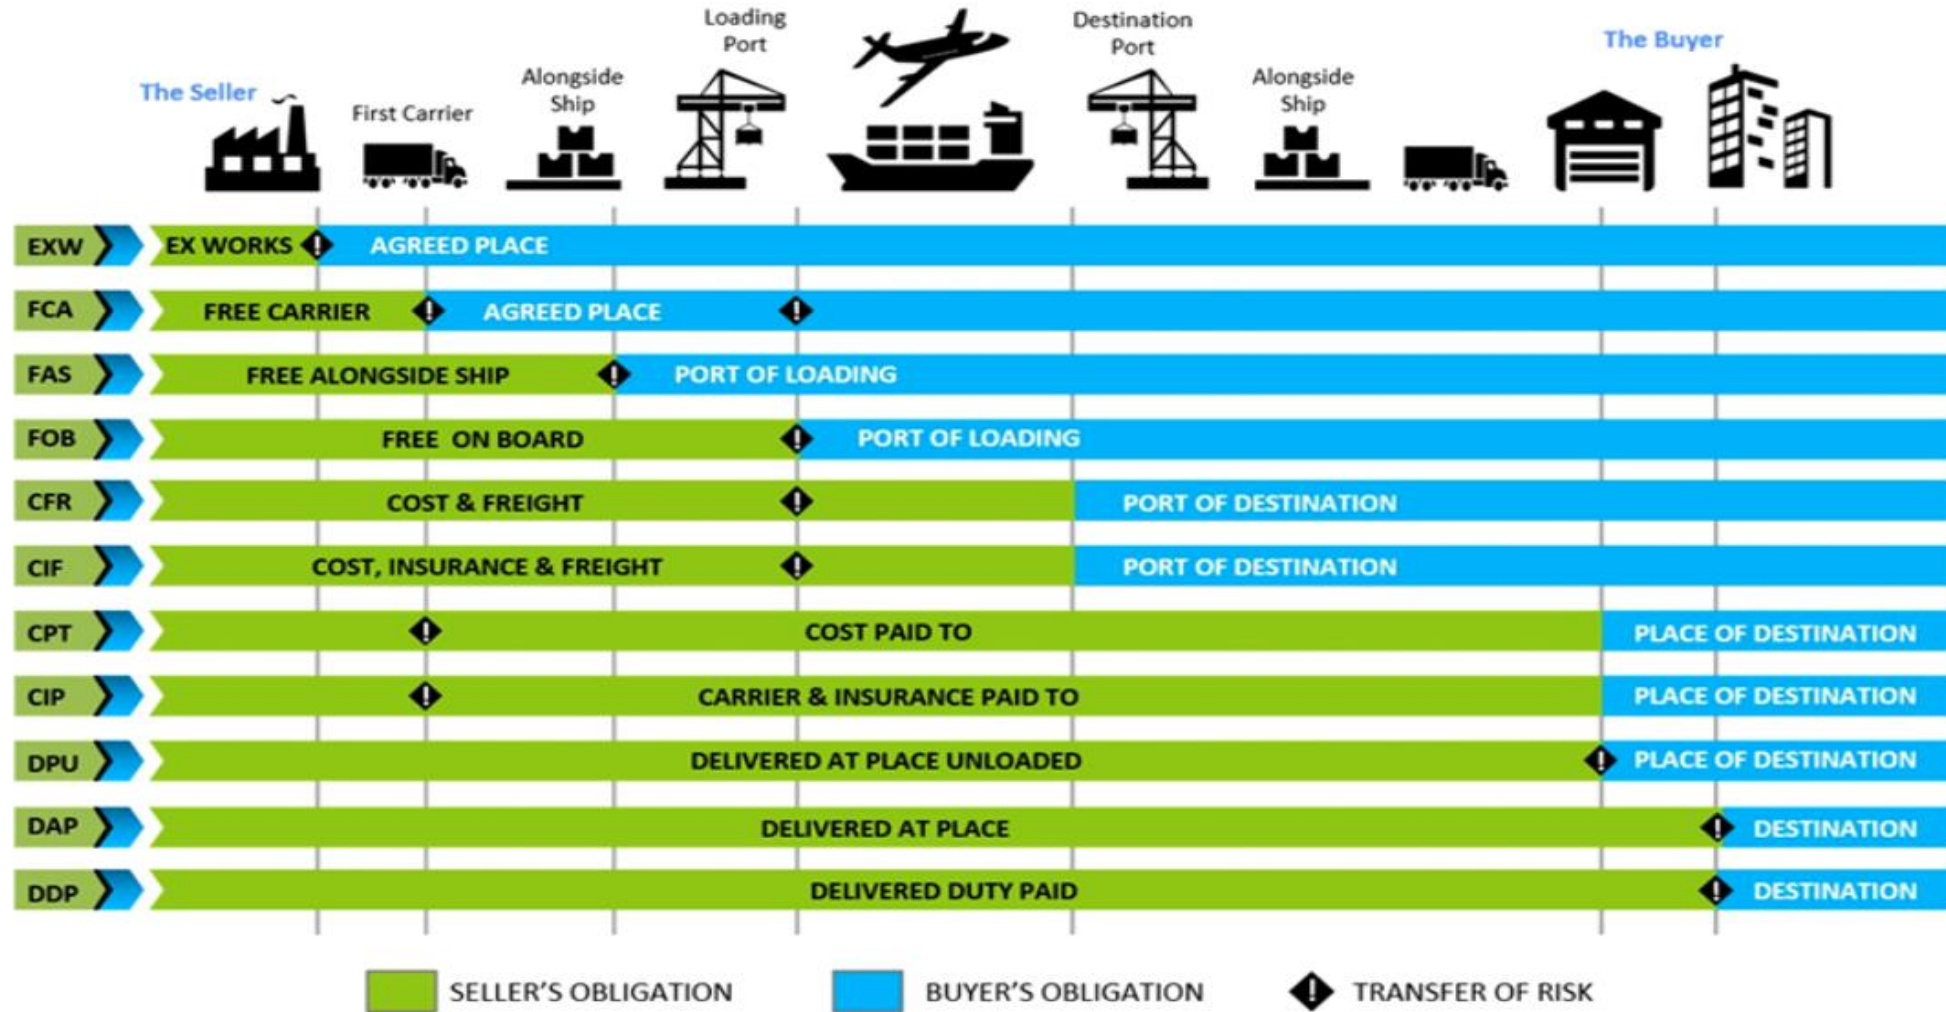 The Seller
First Carrier
Alongside
Ship
Loading
Port
Destination
Port
Alongside
Ship
The Buyer
EXW EX WORKS ! AGREED PLACE
FCA FREE CARRIER ! AGREED PLACE !
FAS FREE ALONGSIDE SHIP ! PORT OF LOADING
FOB FREE ON BOARD ! PORT OF LOADING
CFR COST & FREIGHT ! PORT OF DESTINATION
CIF COST, INSURANCE & FREIGHT ! PORT OF DESTINATION
CPT ! COST PAID TO PLACE OF DESTINATION
CIP ! CARRIER & INSURANCE PAID TO PLACE OF DESTINATION
DPU DELIVERED AT PLACE UNLOADED ! PLACE OF DESTINATION
DAP DELIVERED AT PLACE ! DESTINATION
DDP DELIVERED DUTY PAID ! DESTINATION
SELLER'S OBLIGATION BUYER'S OBLIGATION ! TRANSFER OF RISK